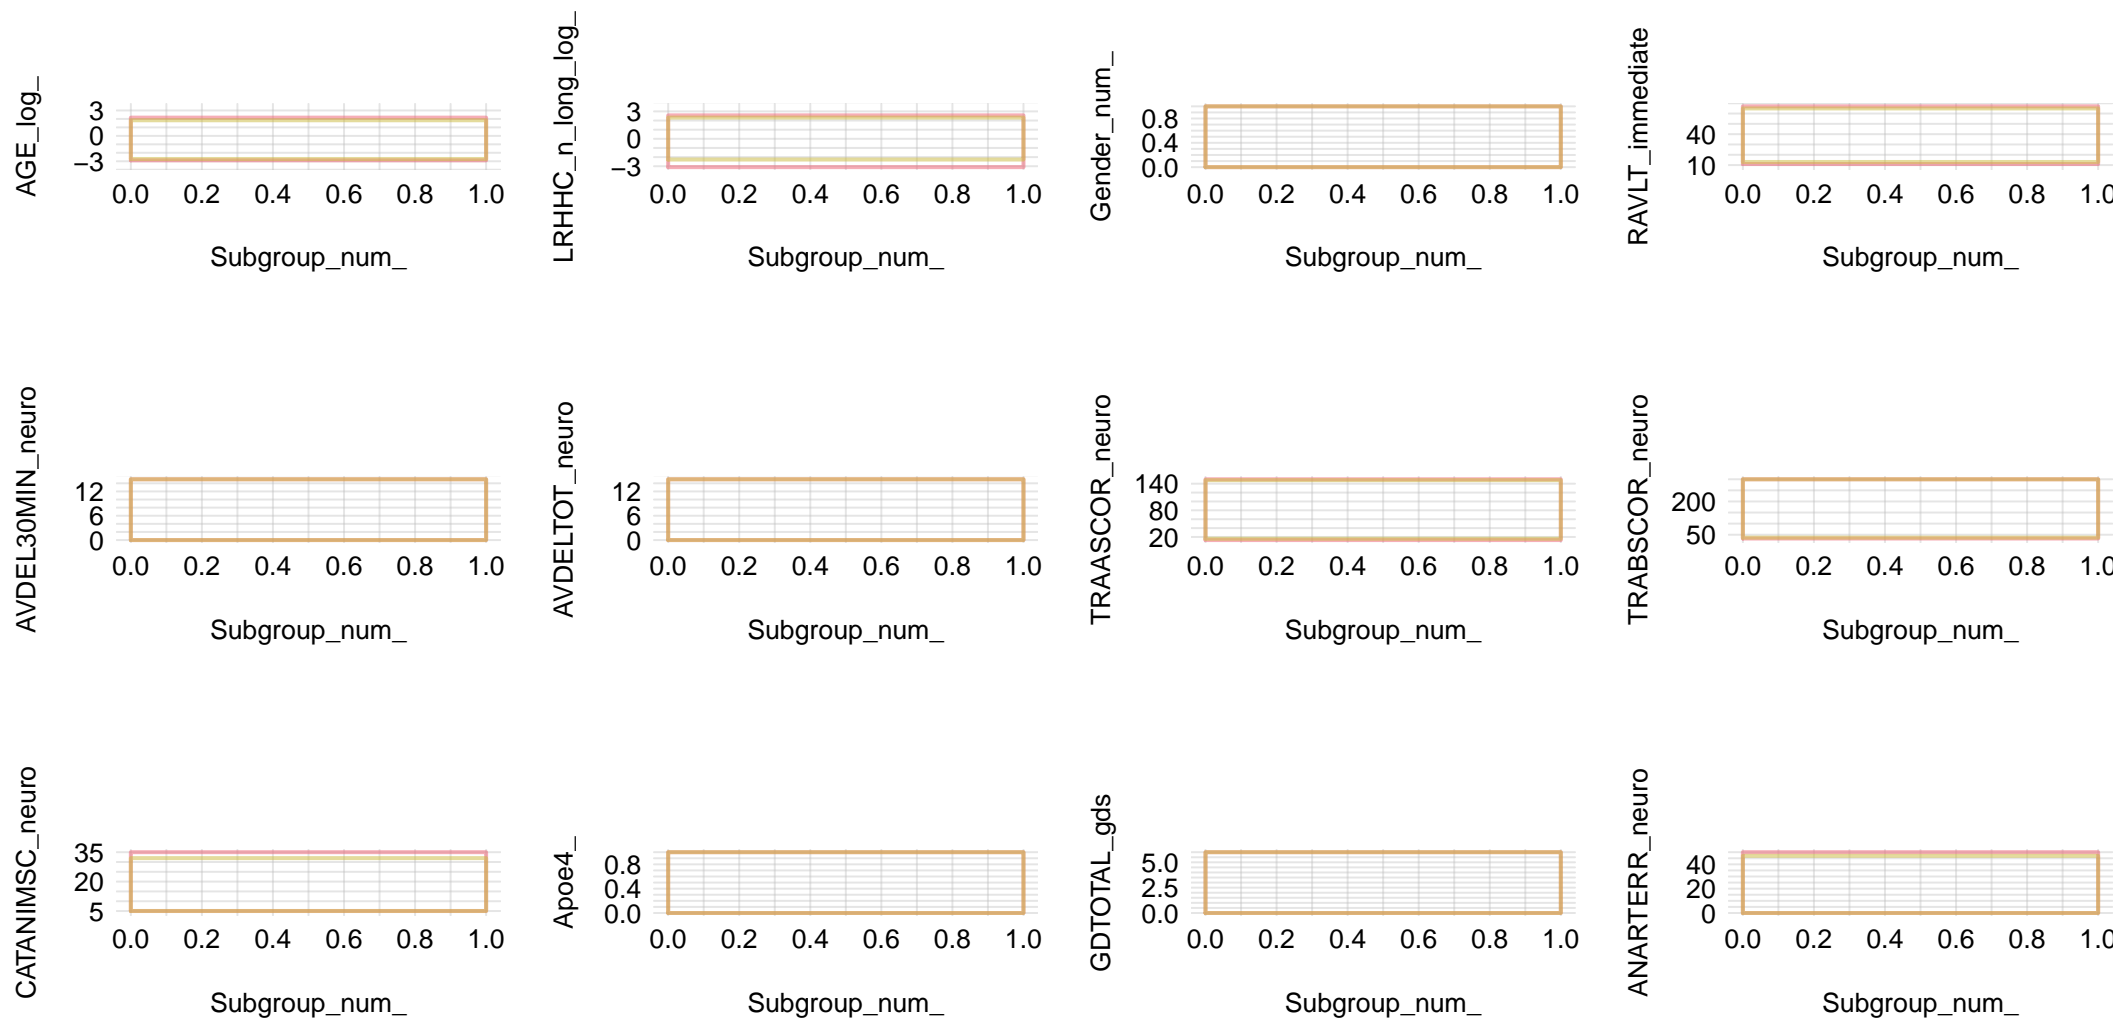 AGE_log_
3
0
−3
0.0 0.2 0.4 0.6 0.8 1.0
Subgroup_num_
LRHHC_n_long_log_
3
0
−3
0.0 0.2 0.4 0.6 0.8 1.0
Subgroup_num_
Gender_num_
0.8
0.4
0.0
0.0 0.2 0.4 0.6 0.8 1.0
Subgroup_num_
RAVLT_immediate
40
10
0.0 0.2 0.4 0.6 0.8 1.0
Subgroup_num_
AVDEL30MIN_neuro
12
6
0
0.0 0.2 0.4 0.6 0.8 1.0
Subgroup_num_
AVDELTOT_neuro
12
6
0
0.0 0.2 0.4 0.6 0.8 1.0
Subgroup_num_
TRAASCOR_neuro
140
80
20
0.0 0.2 0.4 0.6 0.8 1.0
Subgroup_num_
TRABSCOR_neuro
200
50
0.0 0.2 0.4 0.6 0.8 1.0
Subgroup_num_
CATANIMSC_neuro
35
20
5
0.0 0.2 0.4 0.6 0.8 1.0
Subgroup_num_
Apoe4_
0.8
0.4
0.0
0.0 0.2 0.4 0.6 0.8 1.0
Subgroup_num_
GDTOTAL_gds
5.0
2.5
0.0
0.0 0.2 0.4 0.6 0.8 1.0
Subgroup_num_
ANARTERR_neuro
40
20
0
0.0 0.2 0.4 0.6 0.8 1.0
Subgroup_num_